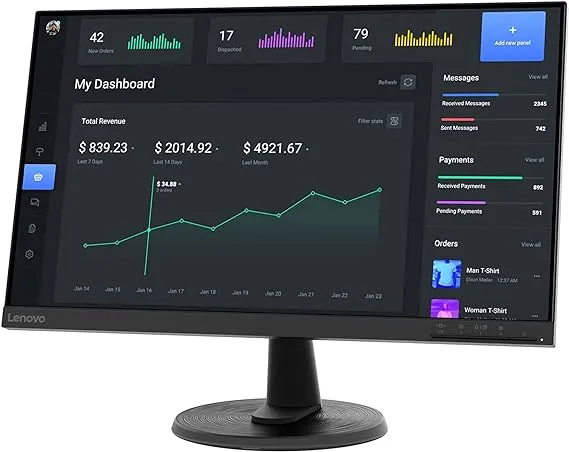 42
New Orders
17
Dispached
79
Pending
+
Add new panel
My Dashboard
Refresh
Total Revenue
Filter stats
$ 839.23
Last 7 Days
$ 2014.92
Last 14 Days
$ 4921.67
Last Month
$ 34.88
3 orders
Jan 14 Jan 15 Jan 16 Jan 17 Jan 18 Jan 19 Jan 20 Jan 21 Jan 22 Jan 23
Messages View all
Received Messages 2345
Sent Messages 742
Payments View all
Received Payments 892
Pending Payments 591
Orders View all
Man T-Shirt
12:37 AM
Woman T-Shirt
Lenovo